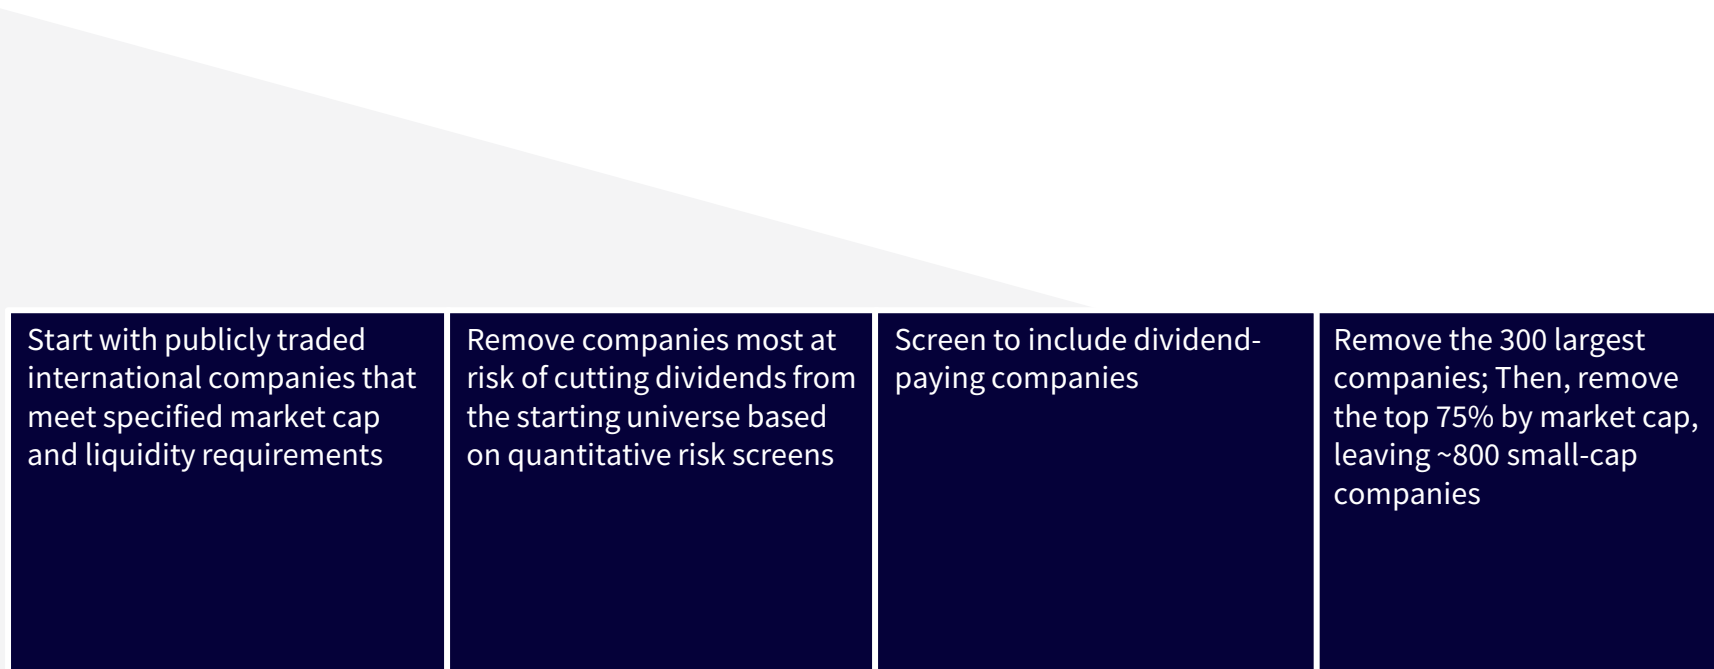 Start with publicly traded
international companies that
meet specified market cap
and liquidity requirements
Remove companies most at
risk of cutting dividends from
the starting universe based
on quantitative risk screens
Screen to include dividend-
paying companies
Remove the 300 largest
companies; Then, remove
the top 75% by market cap,
leaving ~800 small-cap
companies